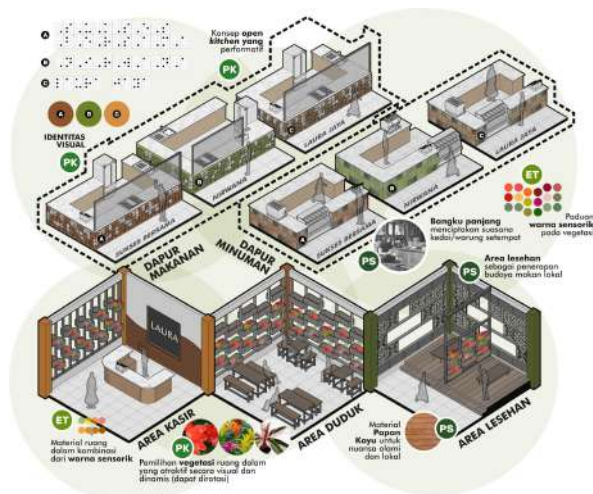 Konsep open
kitchen yang
performatif
PK
A
B
C
A
B
C
IDENTITAS
VISUAL
PK
LAURA JAYA
C
LAURA JAYA
C
NIRWANA
B
NIRWANA
B
SUKSES BERSAMA
A
SUKSES BERSAMA
A
DAPUR
MAKANAN
DAPUR
MINUMAN
ET
Paduan
warna sensorik
pada vegetasi
Bangku panjang
menciptakan suasana
kedai/warung setempat
PS
PS
Area lesehan
sebagai penerapan
budaya makan lokal
LAURA
ET
Material ruang
dalam kombinasi
dari warna sensorik
AREA KASIR
PK
Pemilihan vegetasi ruang dalam
yang atraktif secara visual dan
dinamis (dapat dirotasi)
AREA DUDUK
Material
Papan
Kayu untuk
nuansa alami
dan lokal
PS
AREA LESEHAN